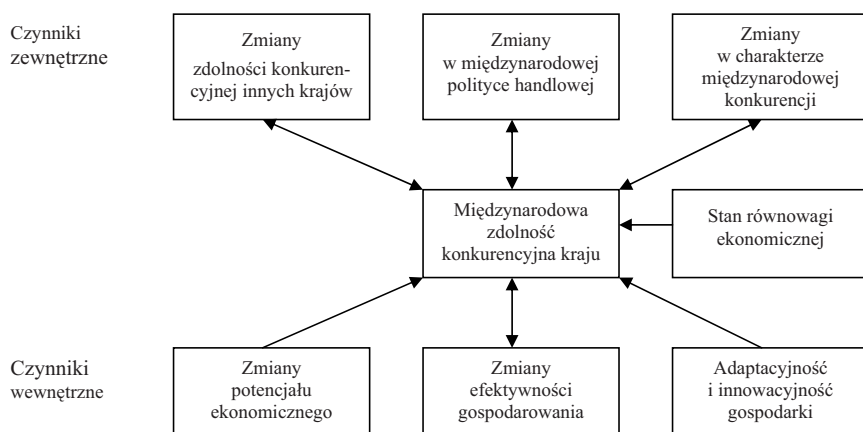 Czynniki
zewnętrzne
Zmiany
zdolności konkuren-
cyjnej innych krajów
Zmiany
w międzynarodowej
polityce handlowej
Zmiany
w charakterze
międzynarodowej
konkurencji
Międzynarodowa
zdolność
konkurencyjna kraju
Stan równowagi
ekonomicznej
Czynniki
wewnętrzne
Zmiany
potencjału
ekonomicznego
Zmiany
efektywności
gospodarowania
Adaptacyjność
i innowacyjność
gospodarki